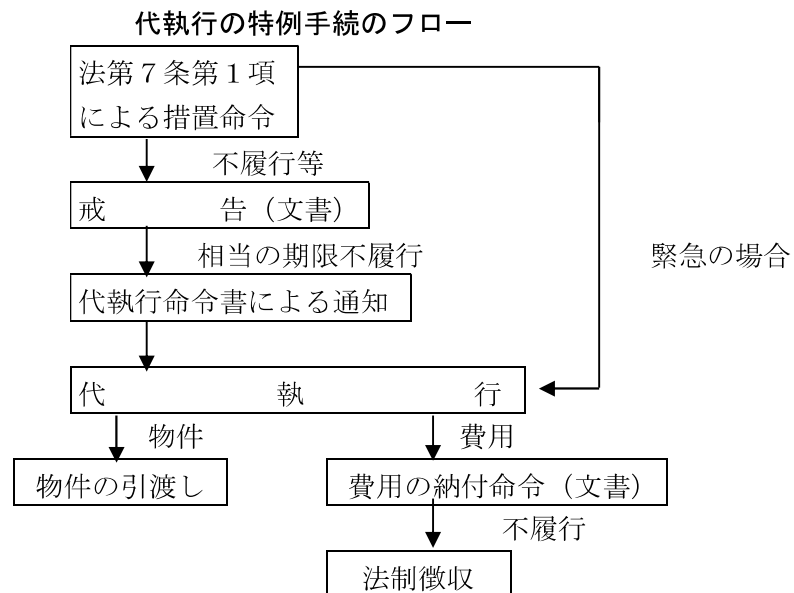 代執行の特例手続のフロー
法第７条第１項
による措置命令
不履行等
戒　　　　告（文書）
相当の期限不履行
緊急の場合
代執行命令書による通知
代　　　　　　執　　　　　　　行
物件
費用
物件の引渡し
費用の納付命令（文書）
不履行
法制徴収